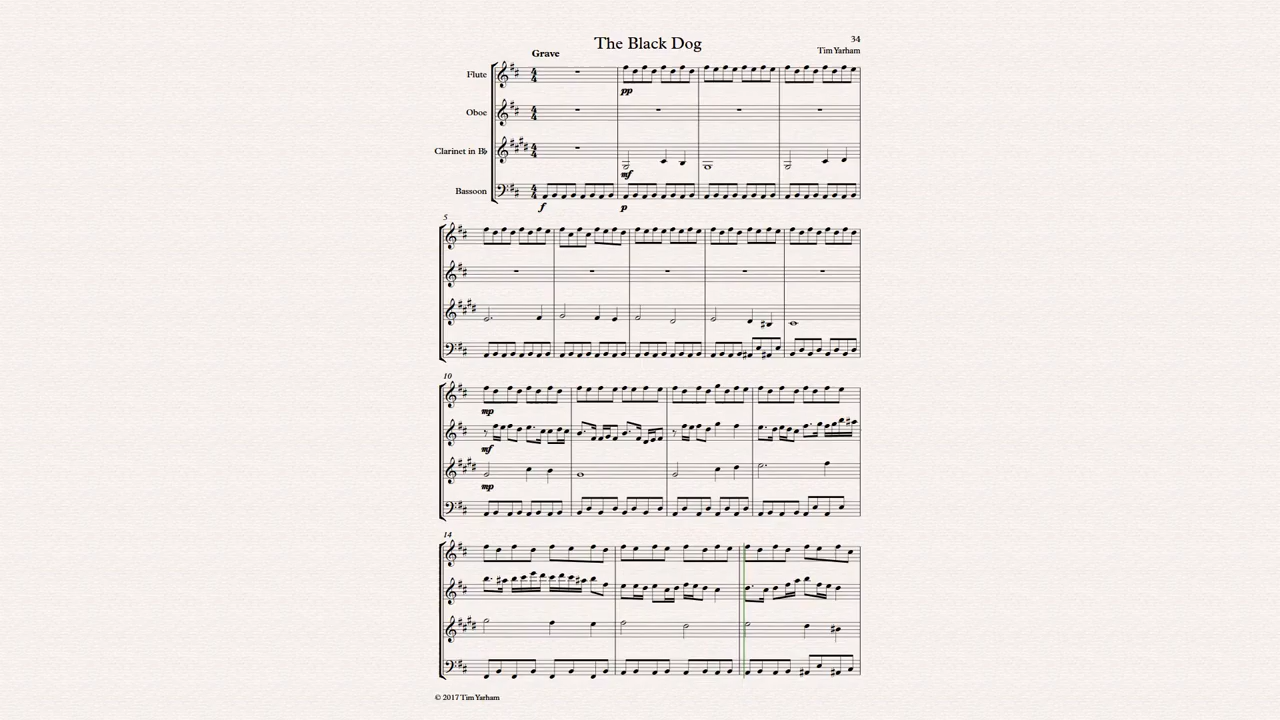 The Black Dog
34
Tim Yarham
Grave
Flute
Oboe
Clarinet in B♭
Bassoon
pp
mf
f
p
5
10
mp
mf
mp
14
© 2017 Tim Yarham